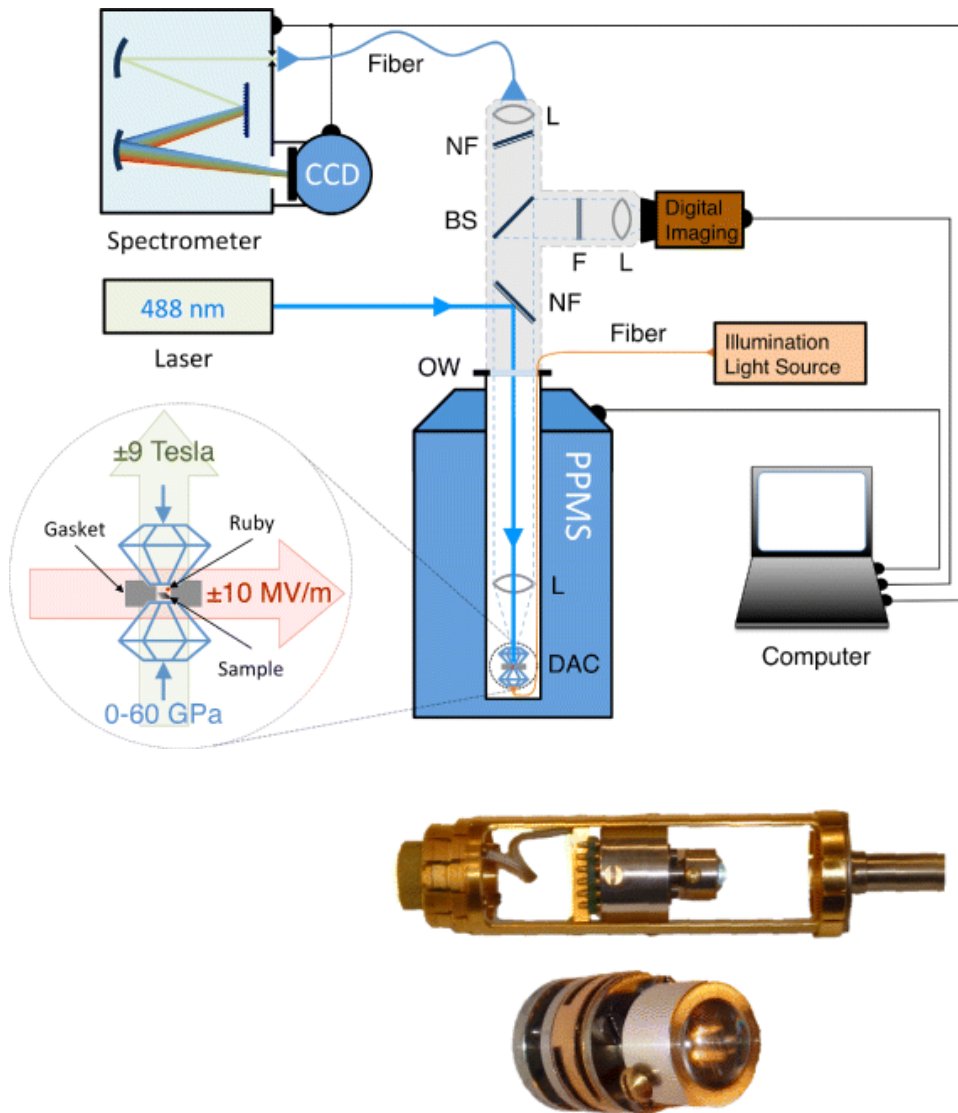 Fiber
L
NF
CCD
BS
Digital
Imaging
Spectrometer
F
L
488 nm
NF
Laser
Fiber
Illumination
Light Source
OW
±9 Tesla
PPMS
Gasket
Ruby
±10 MV/m
L
Sample
DAC
Computer
0-60 GPa